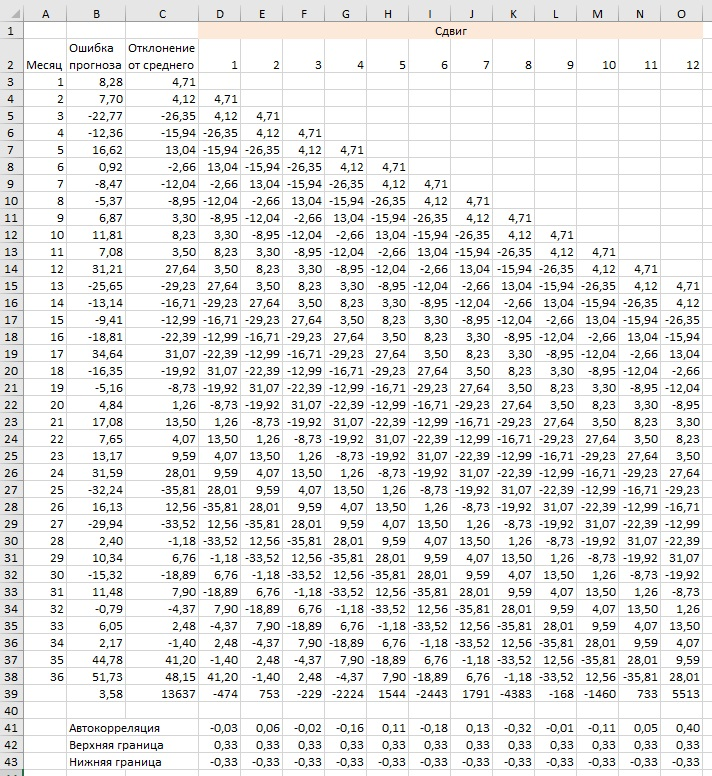 A B C D E F G H I J K L M N O
1 Сдвиг
2 Месяц Ошибка прогноза Отклонение от среднего 1 2 3 4 5 6 7 8 9 10 11 12
3 1 8,28 4,71
4 2 7,70 4,12 4,71
5 3 -22,77 -26,35 4,12 4,71
6 4 -12,36 -15,94 -26,35 4,12 4,71
7 5 16,62 13,04 -15,94 -26,35 4,12 4,71
8 6 0,92 -2,66 13,04 -15,94 -26,35 4,12 4,71
9 7 -8,47 -12,04 -2,66 13,04 -15,94 -26,35 4,12 4,71
10 8 -5,37 -8,95 -12,04 -2,66 13,04 -15,94 -26,35 4,12 4,71
11 9 6,87 3,30 -8,95 -12,04 -2,66 13,04 -15,94 -26,35 4,12 4,71
12 10 11,81 8,23 3,30 -8,95 -12,04 -2,66 13,04 -15,94 -26,35 4,12 4,71
13 11 7,08 3,50 8,23 3,30 -8,95 -12,04 -2,66 13,04 -15,94 -26,35 4,12 4,71
14 12 31,21 27,64 3,50 8,23 3,30 -8,95 -12,04 -2,66 13,04 -15,94 -26,35 4,12 4,71
15 13 -25,65 -29,23 27,64 3,50 8,23 3,30 -8,95 -12,04 -2,66 13,04 -15,94 -26,35 4,12 4,71
16 14 -13,14 -16,71 -29,23 27,64 3,50 8,23 3,30 -8,95 -12,04 -2,66 13,04 -15,94 -26,35 4,12
17 15 -9,41 -12,99 -16,71 -29,23 27,64 3,50 8,23 3,30 -8,95 -12,04 -2,66 13,04 -15,94 -26,35
18 16 -18,81 -22,39 -12,99 -16,71 -29,23 27,64 3,50 8,23 3,30 -8,95 -12,04 -2,66 13,04 -15,94
19 17 34,64 31,07 -22,39 -12,99 -16,71 -29,23 27,64 3,50 8,23 3,30 -8,95 -12,04 -2,66 13,04
20 18 -16,35 -19,92 31,07 -22,39 -12,99 -16,71 -29,23 27,64 3,50 8,23 3,30 -8,95 -12,04 -2,66
21 19 -5,16 -8,73 -19,92 31,07 -22,39 -12,99 -16,71 -29,23 27,64 3,50 8,23 3,30 -8,95 -12,04
22 20 4,84 1,26 -8,73 -19,92 31,07 -22,39 -12,99 -16,71 -29,23 27,64 3,50 8,23 3,30 -8,95
23 21 17,08 13,50 1,26 -8,73 -19,92 31,07 -22,39 -12,99 -16,71 -29,23 27,64 3,50 8,23 3,30
24 22 7,65 4,07 13,50 1,26 -8,73 -19,92 31,07 -22,39 -12,99 -16,71 -29,23 27,64 3,50 8,23
25 23 13,17 9,59 4,07 13,50 1,26 -8,73 -19,92 31,07 -22,39 -12,99 -16,71 -29,23 27,64 3,50
26 24 31,59 28,01 9,59 4,07 13,50 1,26 -8,73 -19,92 31,07 -22,39 -12,99 -16,71 -29,23 27,64
27 25 -32,24 -35,81 28,01 9,59 4,07 13,50 1,26 -8,73 -19,92 31,07 -22,39 -12,99 -16,71 -29,23
28 26 16,13 12,56 -35,81 28,01 9,59 4,07 13,50 1,26 -8,73 -19,92 31,07 -22,39 -12,99 -16,71
29 27 -29,94 -33,52 12,56 -35,81 28,01 9,59 4,07 13,50 1,26 -8,73 -19,92 31,07 -22,39 -12,99
30 28 2,40 -1,18 -33,52 12,56 -35,81 28,01 9,59 4,07 13,50 1,26 -8,73 -19,92 31,07 -22,39
31 29 10,34 6,76 -1,18 -33,52 12,56 -35,81 28,01 9,59 4,07 13,50 1,26 -8,73 -19,92 31,07
32 30 -15,32 -18,89 6,76 -1,18 -33,52 12,56 -35,81 28,01 9,59 4,07 13,50 1,26 -8,73 -19,92
33 31 11,48 7,90 -18,89 6,76 -1,18 -33,52 12,56 -35,81 28,01 9,59 4,07 13,50 1,26 -8,73
34 32 -0,79 -4,37 7,90 -18,89 6,76 -1,18 -33,52 12,56 -35,81 28,01 9,59 4,07 13,50 1,26
35 33 6,05 2,48 -4,37 7,90 -18,89 6,76 -1,18 -33,52 12,56 -35,81 28,01 9,59 4,07 13,50
36 34 2,17 -1,40 2,48 -4,37 7,90 -18,89 6,76 -1,18 -33,52 12,56 -35,81 28,01 9,59 4,07
37 35 44,78 41,20 -1,40 2,48 -4,37 7,90 -18,89 6,76 -1,18 -33,52 12,56 -35,81 28,01 9,59
38 36 51,73 48,15 41,20 -1,40 2,48 -4,37 7,90 -18,89 6,76 -1,18 -33,52 12,56 -35,81 28,01
39 3,58 13637 -474 753 -229 -2224 1544 -2443 1791 -4383 -168 -1460 733 5513
40
41 Автокорреляция -0,03 0,06 -0,02 -0,16 0,11 -0,18 0,13 -0,32 -0,01 -0,11 0,05 0,40
42 Верхняя граница 0,33 0,33 0,33 0,33 0,33 0,33 0,33 0,33 0,33 0,33 0,33 0,33
43 Нижняя граница -0,33 -0,33 -0,33 -0,33 -0,33 -0,33 -0,33 -0,33 -0,33 -0,33 -0,33 -0,33